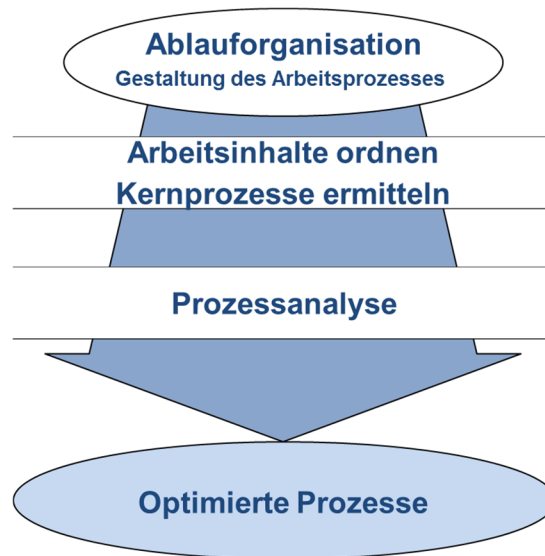 Ablauforganisation
Gestaltung des Arbeitsprozesses
Arbeitsinhalte ordnen
Kernprozesse ermitteln
Prozessanalyse
Optimierte Prozesse